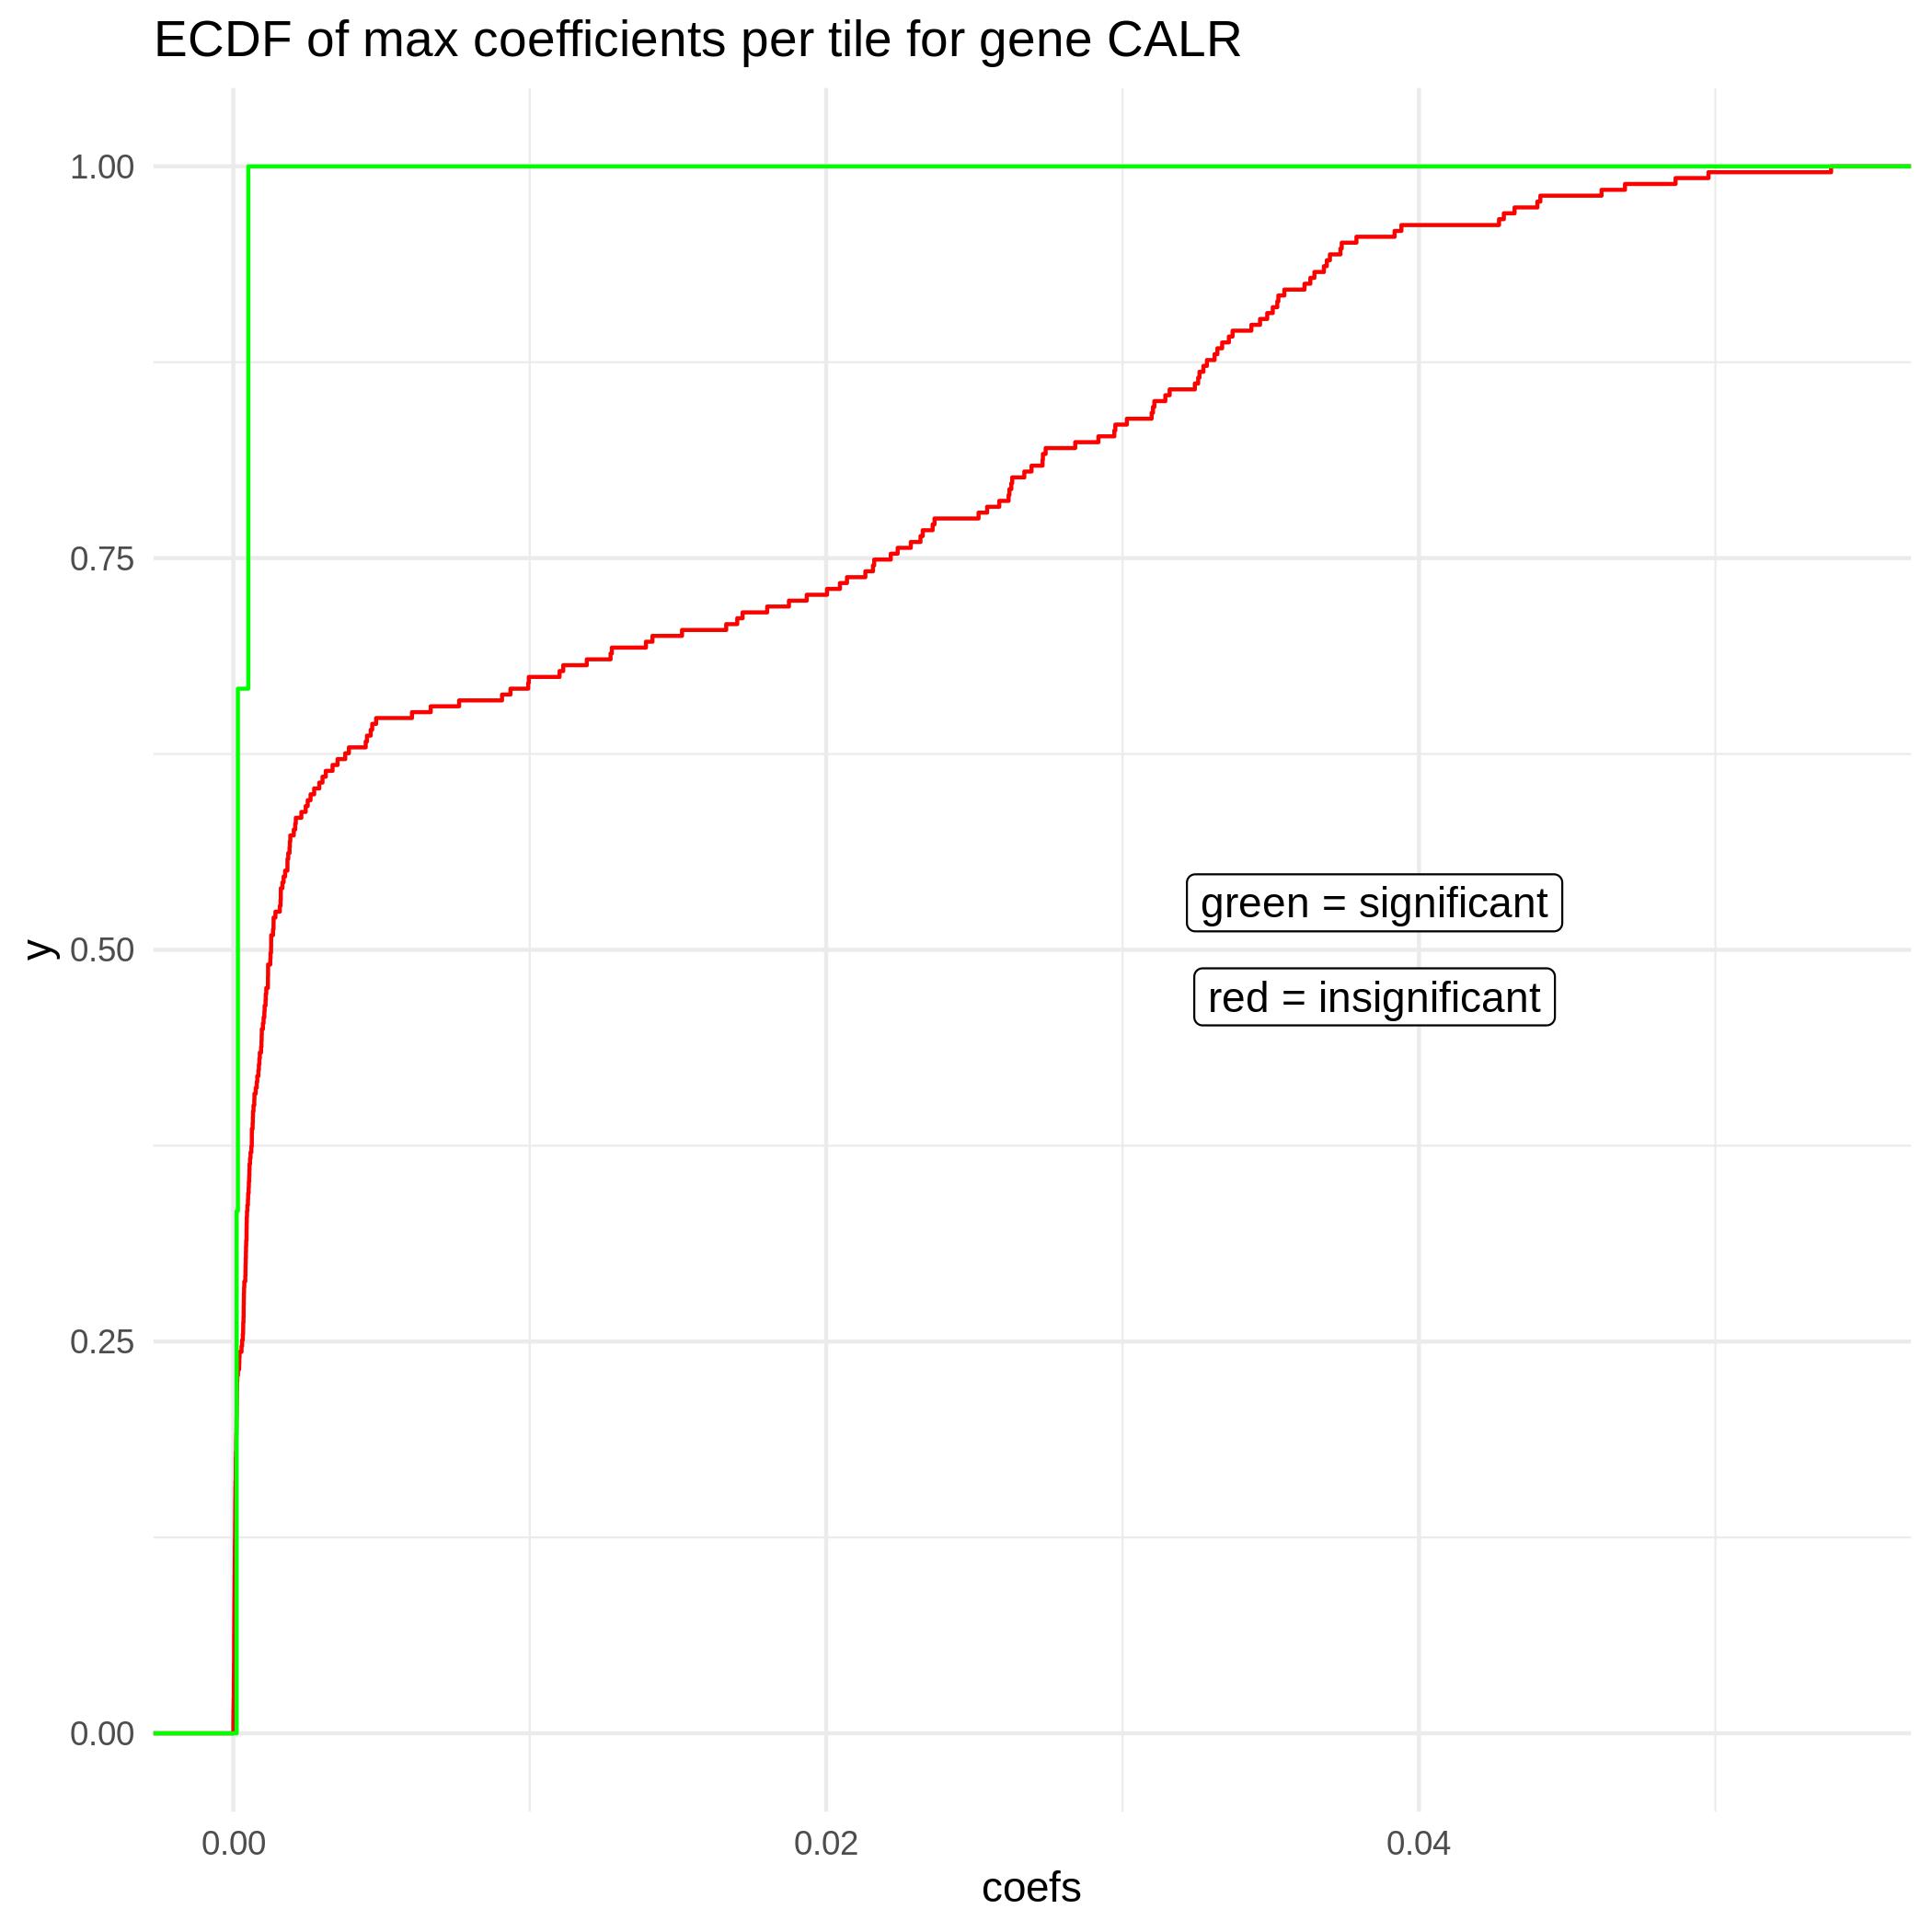 ECDF of max coefficients per tile for gene CALR
1.00
0.75
0.50
0.25
0.00
y
green = significant
red = insignificant
0.00 0.02 0.04
coefs